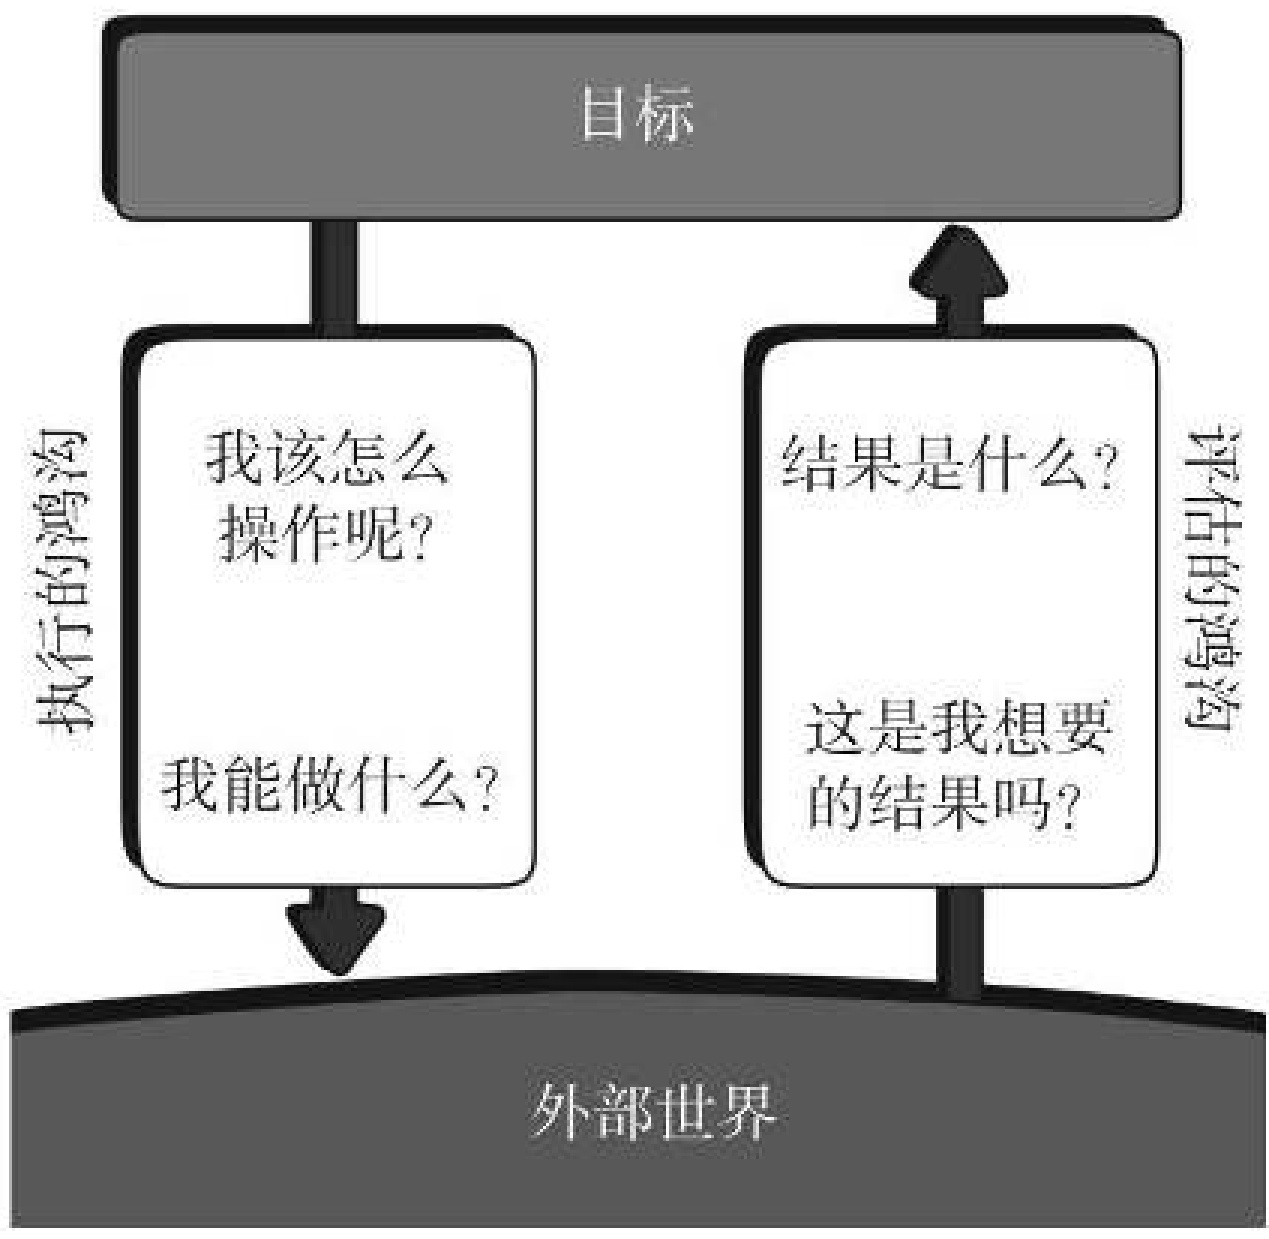 目标
执行的鸿沟
我该怎么
操作呢?
我能做什么?
结果是什么?
这是我想要
的结果吗?
评估的鸿沟
外部世界